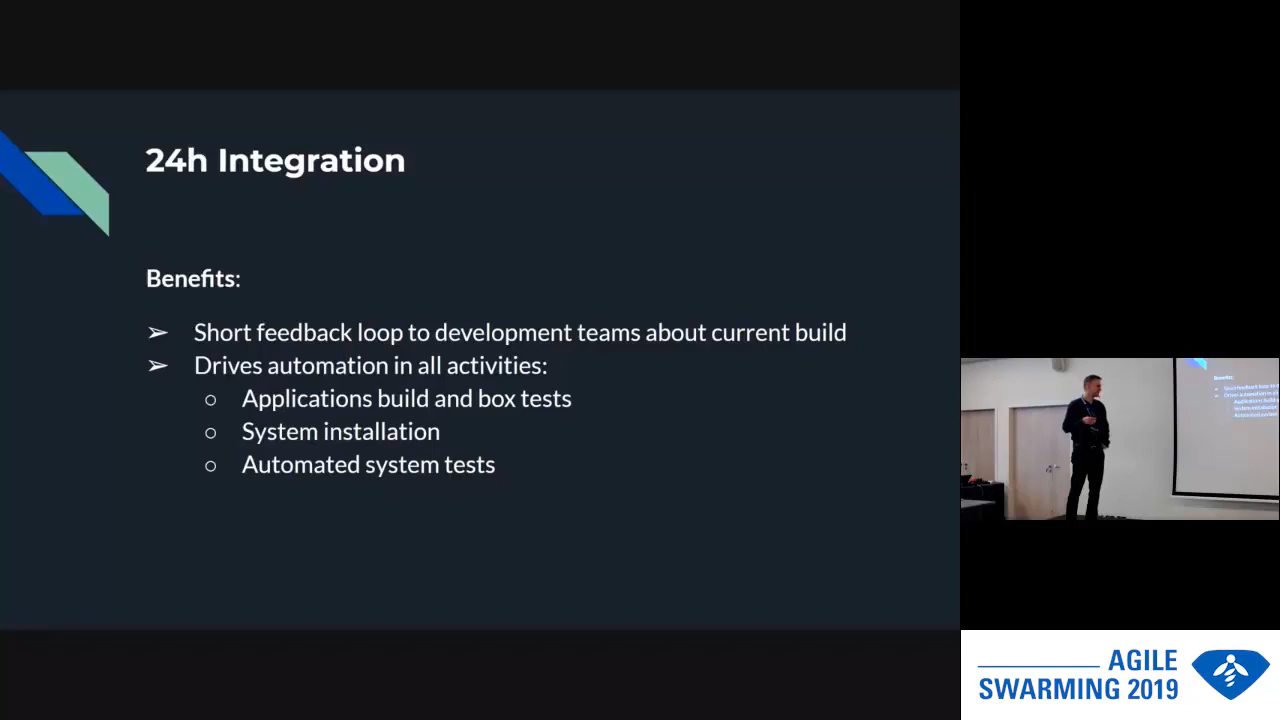 24h Integration
Benefits:
➢ Short feedback loop to development teams about current build
➢ Drives automation in all activities:
○ Applications build and box tests
○ System installation
○ Automated system tests
Benefits:
AGILE
SWARMING 2019